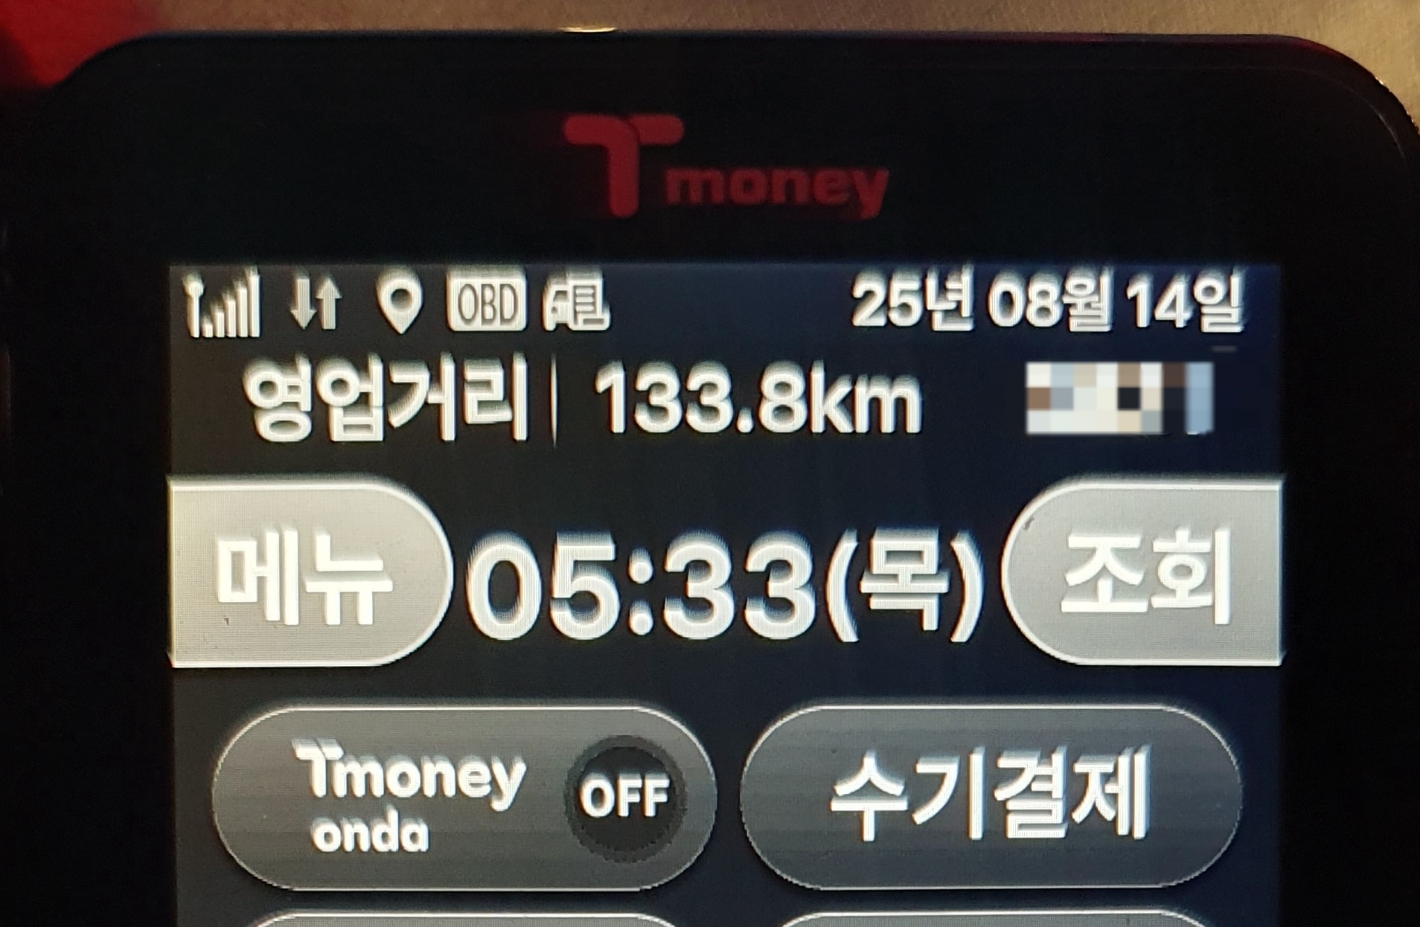 Tmoney
OBD 25년 08월 14일
영업거리 133.8km
메뉴 05:33(목) 조회
Tmoney onda OFF 수기결제